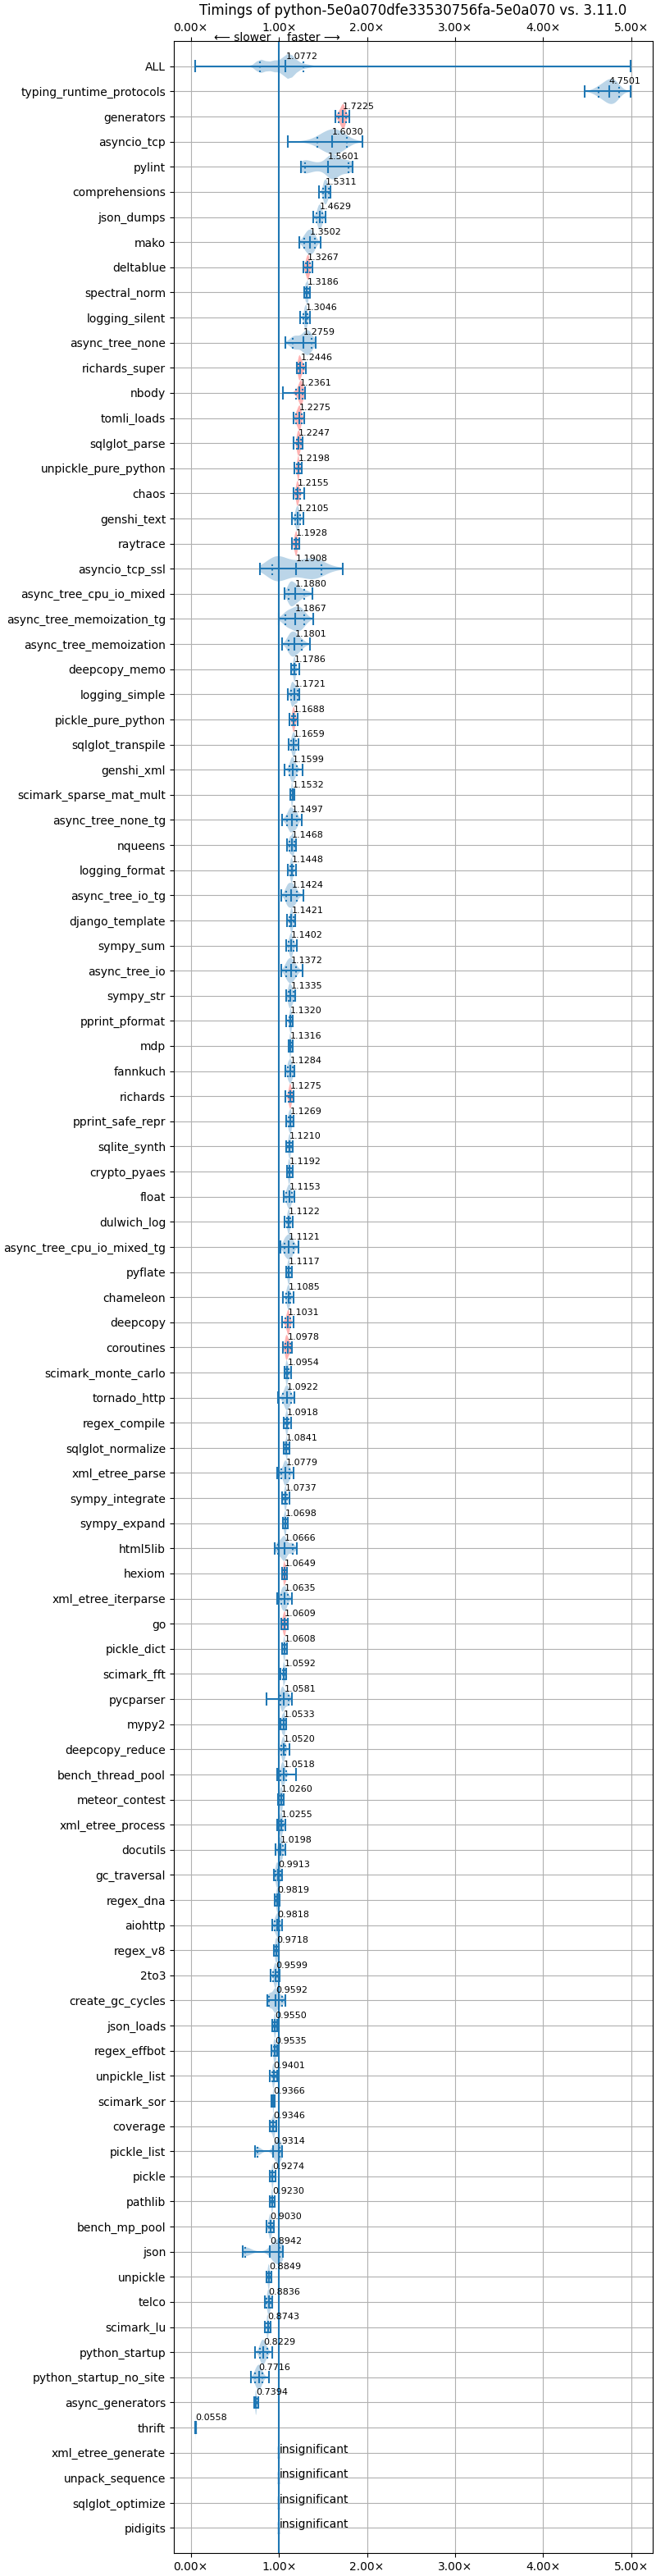 Timings of python-5e0a070dfe33530756fa-5e0a070 vs. 3.11.0
0.00× 1.00× 2.00× 3.00× 4.00× 5.00×
⟵ slower faster ⟶
ALL 1.0772
typing_runtime_protocols 4.7501
generators 1.7225
asyncio_tcp 1.6030
pylint 1.5601
comprehensions 1.5311
json_dumps 1.4629
mako 1.3502
deltablue 1.3267
spectral_norm 1.3186
logging_silent 1.3046
async_tree_none 1.2759
richards_super 1.2446
nbody 1.2361
tomli_loads 1.2275
sqlglot_parse 1.2247
unpickle_pure_python 1.2198
chaos 1.2155
genshi_text 1.2105
raytrace 1.1928
asyncio_tcp_ssl 1.1908
async_tree_cpu_io_mixed 1.1880
async_tree_memoization_tg 1.1867
async_tree_memoization 1.1801
deepcopy_memo 1.1786
logging_simple 1.1721
pickle_pure_python 1.1688
sqlglot_transpile 1.1659
genshi_xml 1.1599
scimark_sparse_mat_mult 1.1532
async_tree_none_tg 1.1497
nqueens 1.1468
logging_format 1.1448
async_tree_io_tg 1.1424
django_template 1.1421
sympy_sum 1.1402
async_tree_io 1.1372
sympy_str 1.1335
pprint_pformat 1.1320
mdp 1.1316
fannkuch 1.1284
richards 1.1275
pprint_safe_repr 1.1269
sqlite_synth 1.1210
crypto_pyaes 1.1192
float 1.1153
dulwich_log 1.1122
async_tree_cpu_io_mixed_tg 1.1121
pyflate 1.1117
chameleon 1.1085
deepcopy 1.1031
coroutines 1.0978
scimark_monte_carlo 1.0954
tornado_http 1.0922
regex_compile 1.0918
sqlglot_normalize 1.0841
xml_etree_parse 1.0779
sympy_integrate 1.0737
sympy_expand 1.0698
html5lib 1.0666
hexiom 1.0649
xml_etree_iterparse 1.0635
go 1.0609
pickle_dict 1.0608
scimark_fft 1.0592
pycparser 1.0581
mypy2 1.0533
deepcopy_reduce 1.0520
bench_thread_pool 1.0518
meteor_contest 1.0260
xml_etree_process 1.0255
docutils 1.0198
gc_traversal 0.9913
regex_dna 0.9819
aiohttp 0.9818
regex_v8 0.9718
2to3 0.9599
create_gc_cycles 0.9592
json_loads 0.9550
regex_effbot 0.9535
unpickle_list 0.9401
scimark_sor 0.9366
coverage 0.9346
pickle_list 0.9314
pickle 0.9274
pathlib 0.9230
bench_mp_pool 0.9030
json 0.8942
unpickle 0.8849
telco 0.8836
scimark_lu 0.8743
python_startup 0.8229
python_startup_no_site 0.7716
async_generators 0.7394
thrift 0.0558
xml_etree_generate insignificant
unpack_sequence insignificant
sqlglot_optimize insignificant
pidigits insignificant
0.00× 1.00× 2.00× 3.00× 4.00× 5.00×